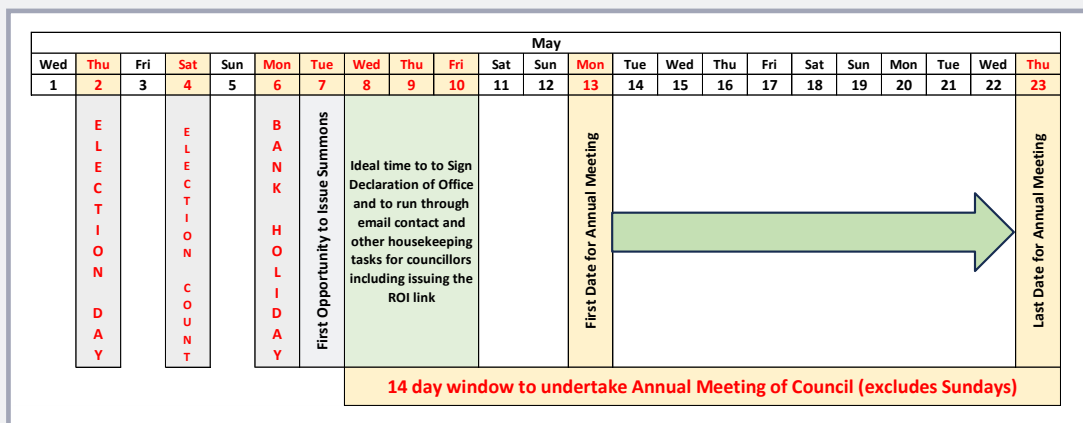 May
Wed Thu Fri Sat Sun Mon Tue Wed Thu Fri Sat Sun Mon Tue Wed Thu Fri Sat Sun Mon Tue Wed Thu
1 2 3 4 5 6 7 8 9 10 11 12 13 14 15 16 17 18 19 20 21 22 23
ELECTION DAY
ELECTION COUNT
BANK HOLIDAY
First Opportunity to Issue Summons
Ideal time to to Sign
Declaration of Office
and to run through
email contact and
other housekeeping
tasks for councillors
including issuing the
ROI link
First Date for Annual Meeting
Last Date for Annual Meeting
14 day window to undertake Annual Meeting of Council (excludes Sundays)